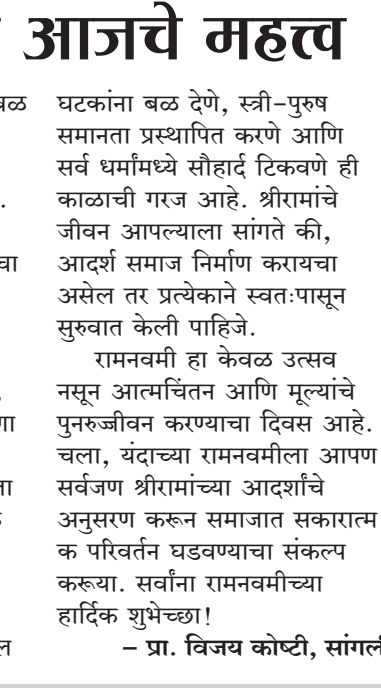 आजचे महत्त्व
घटकांना बळ देणे, स्त्री-पुरुष
समानता प्रस्थापित करणे आणि
सर्व धर्मांमध्ये सौहार्द टिकवणे ही
काळाची गरज आहे. श्रीरामांचे
जीवन आपल्याला सांगते की,
आदर्श समाज निर्माण करायचा
असेल तर प्रत्येकाने स्वतःपासून
सुरुवात केली पाहिजे.
रामनवमी हा केवळ उत्सव
नसून आत्मचिंतन आणि मूल्यांचे
पुनरुज्जीवन करण्याचा दिवस आहे.
चला, यंदाच्या रामनवमीला आपण
सर्वजण श्रीरामांच्या आदर्शांचे
अनुसरण करून समाजात सकारात्म
क परिवर्तन घडवण्याचा संकल्प
करूया. सर्वांना रामनवमीच्या
हार्दिक शुभेच्छा!
– प्रा. विजय कोष्टी, सांगली